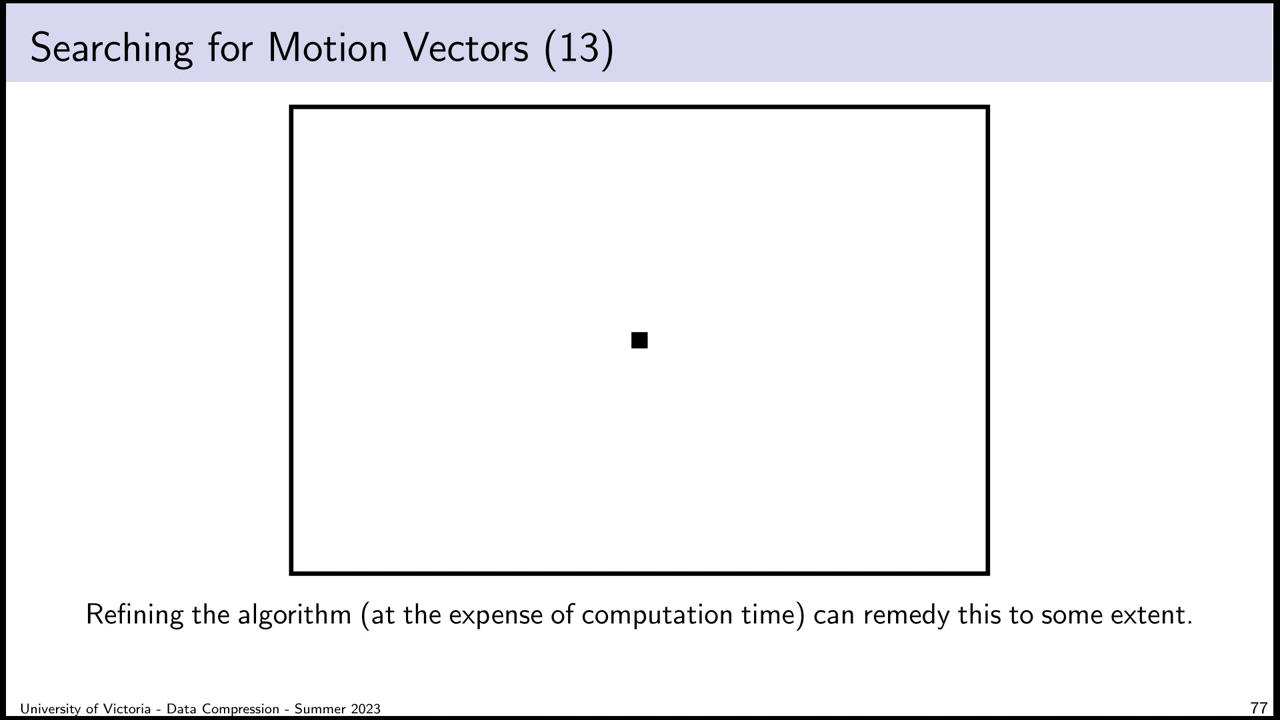 Searching for Motion Vectors (13)
Refining the algorithm (at the expense of computation time) can remedy this to some extent.
University of Victoria - Data Compression - Summer 2023
77